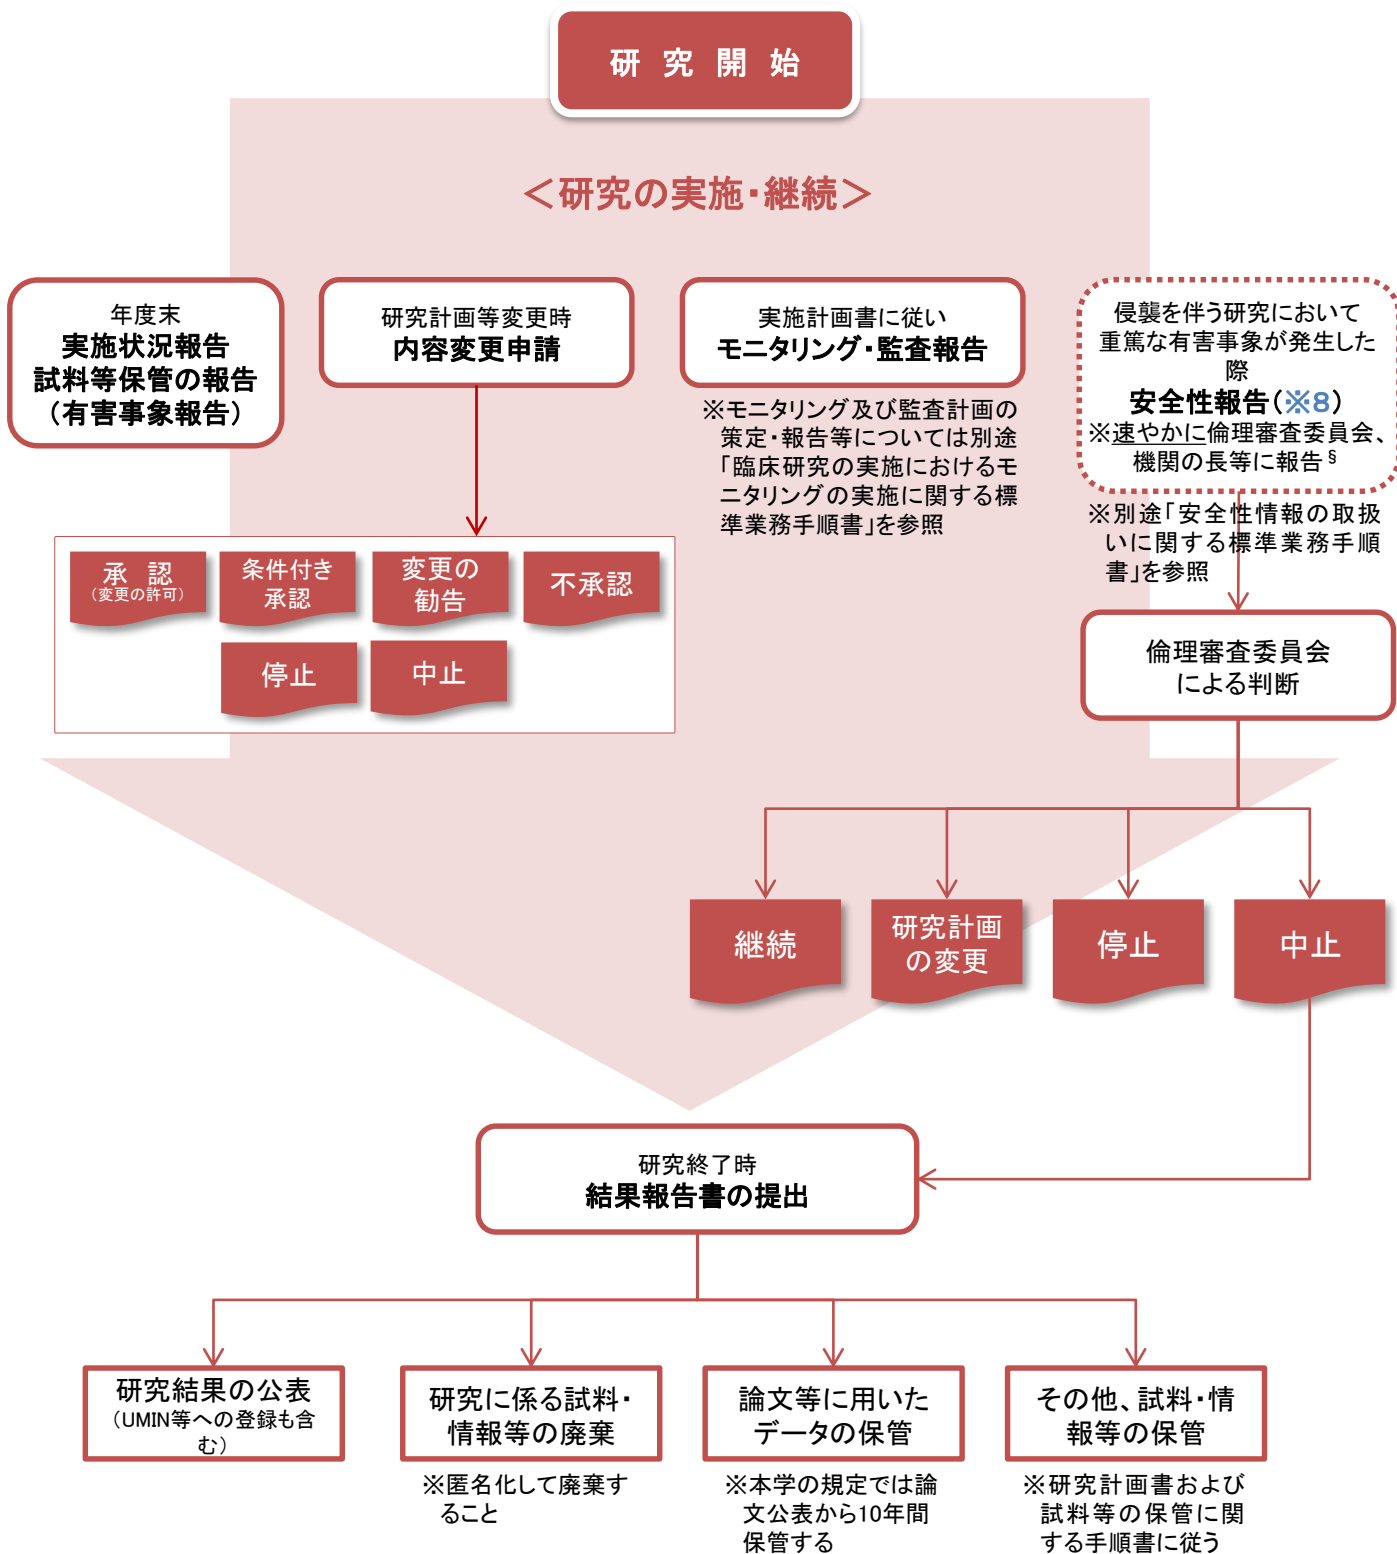 研究開始
＜研究の実施・継続＞
年度末
実施状況報告
試料等保管の報告
（有害事象報告）
研究計画等変更時
内容変更申請
実施計画書に従い
モニタリング・監査報告
※モニタリング及び監査計画の
策定・報告等については別途
「臨床研究の実施におけるモ
ニタリングの実施に関する標
準業務手順書」を参照
侵襲を伴う研究において
重篤な有害事象が発生した
際
安全性報告（※8）
※速やかに倫理審査委員会、
機関の長等に報告§
※別途「安全性情報の取扱
いに関する標準業務手順
書」を参照
承 認
（変更の許可）
条件付き
承認
変更の
勧告
不承認
停止
中止
倫理審査委員会
による判断
継続
研究計画
の変更
停止
中止
研究終了時
結果報告書の提出
研究結果の公表
（UMIN等への登録も含
む）
研究に係る試料・
情報等の廃棄
※匿名化して廃棄す
ること
論文等に用いた
データの保管
※本学の規定では論
文公表から10年間
保管する
その他、試料・情
報等の保管
※研究計画書および
試料等の保管に関
する手順書に従う